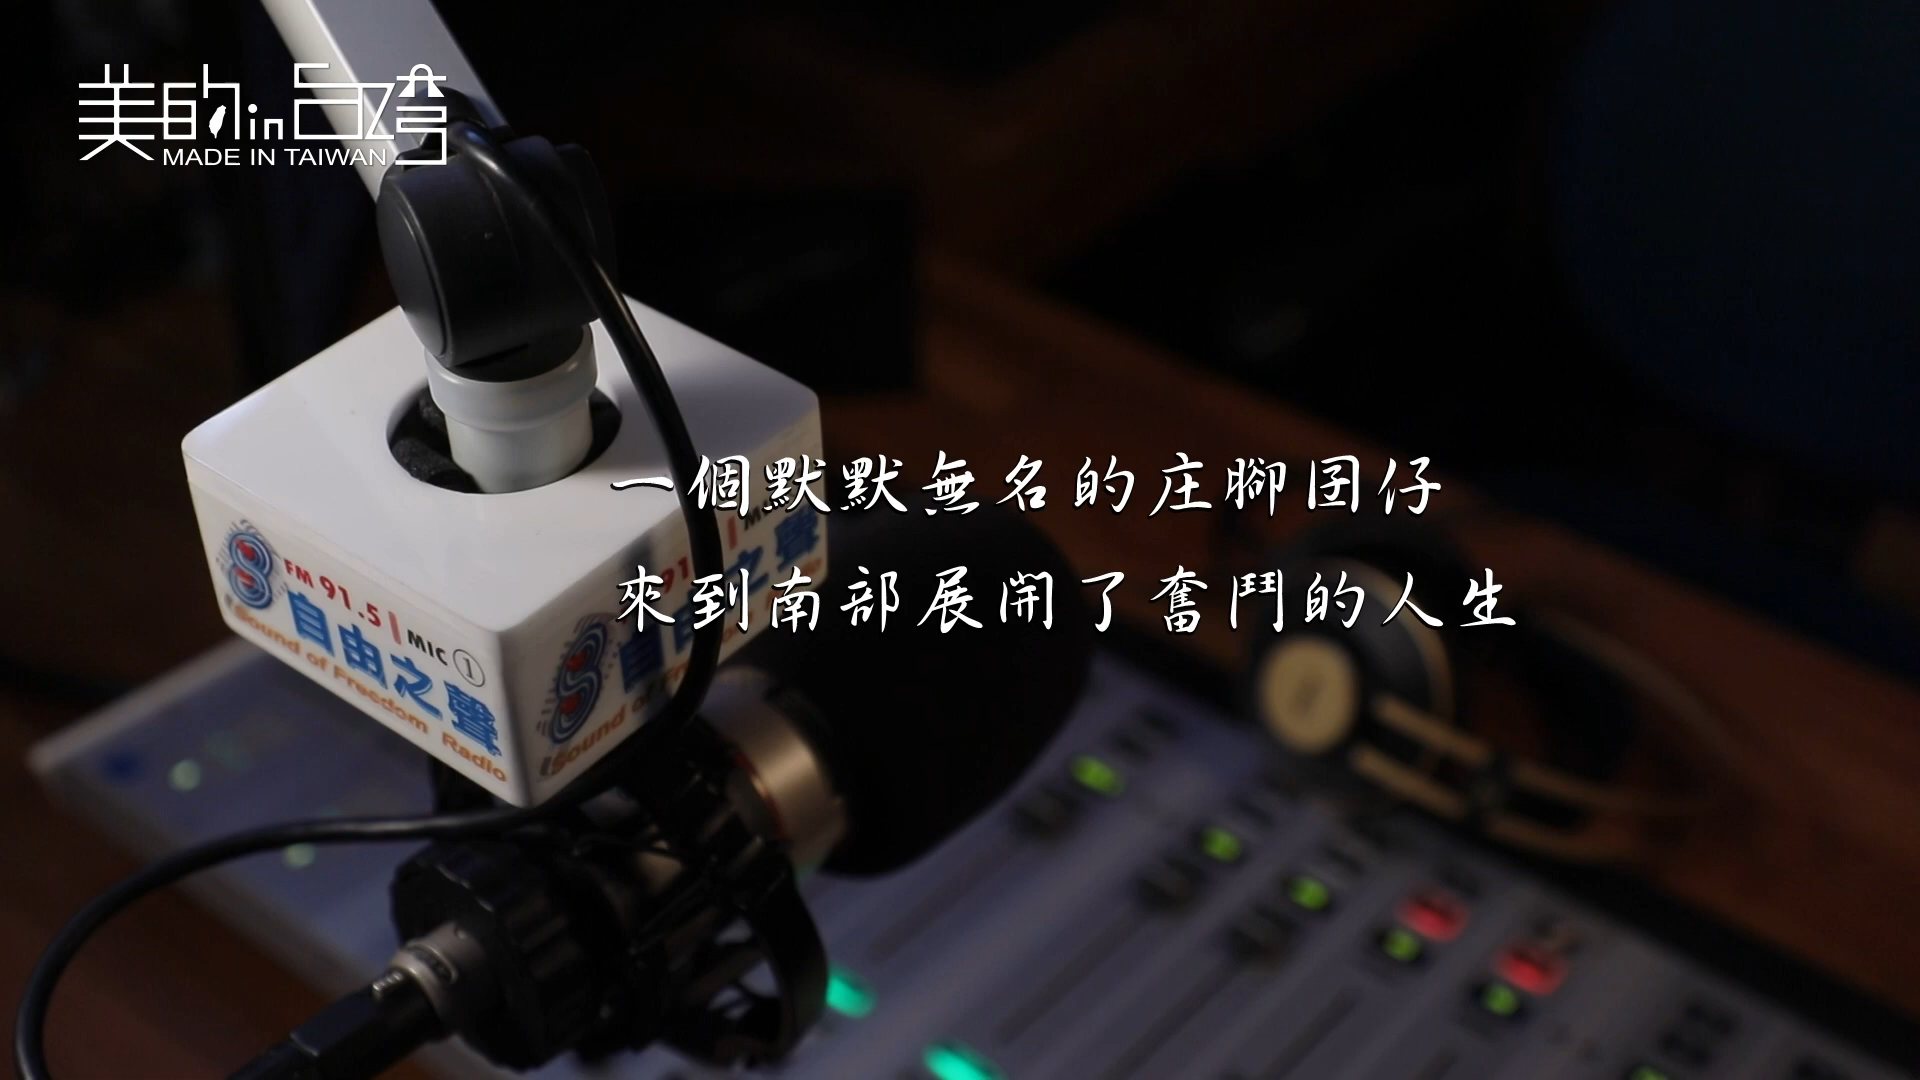 美的in台灣
MADE IN TAIWAN
一個默默無名的庄腳囝仔
來到南部展開了奮鬥的人生
FM 91.5 | MIC ①
自由之聲
Sound of Freedom Radio